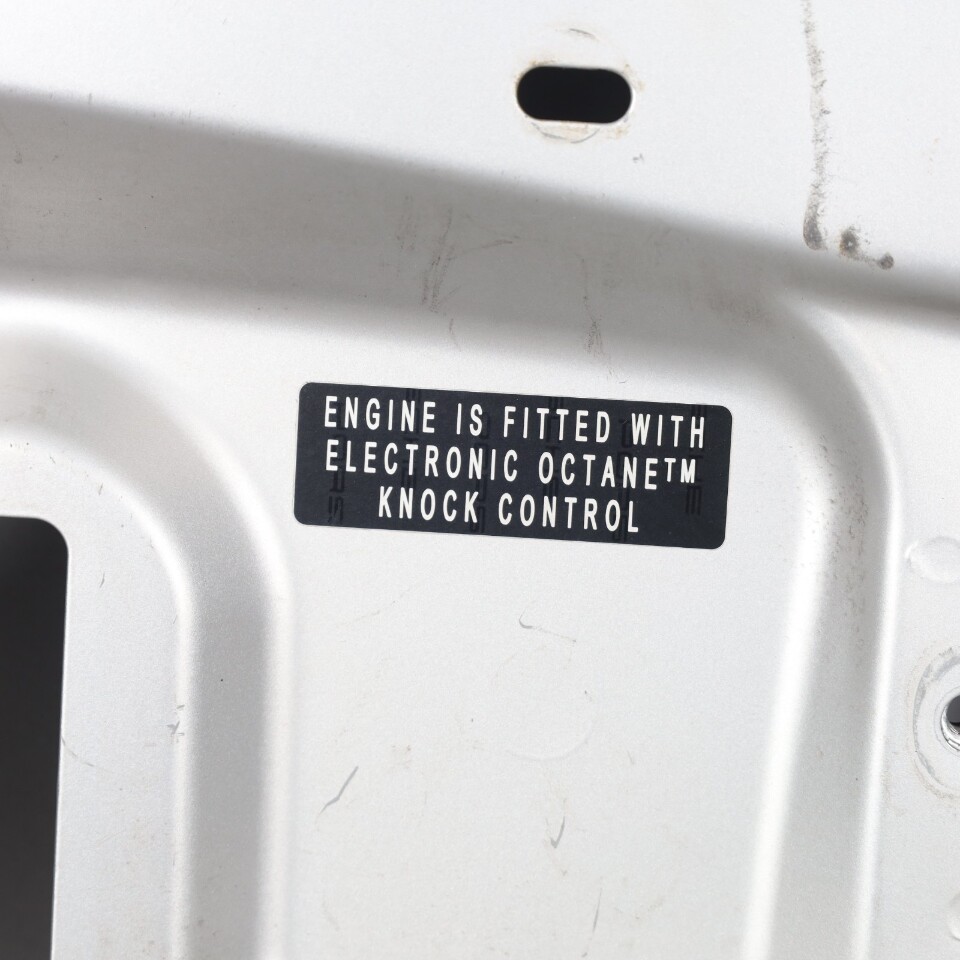 ENGINE IS FITTED WITH
ELECTRONIC OCTANE™
KNOCK CONTROL